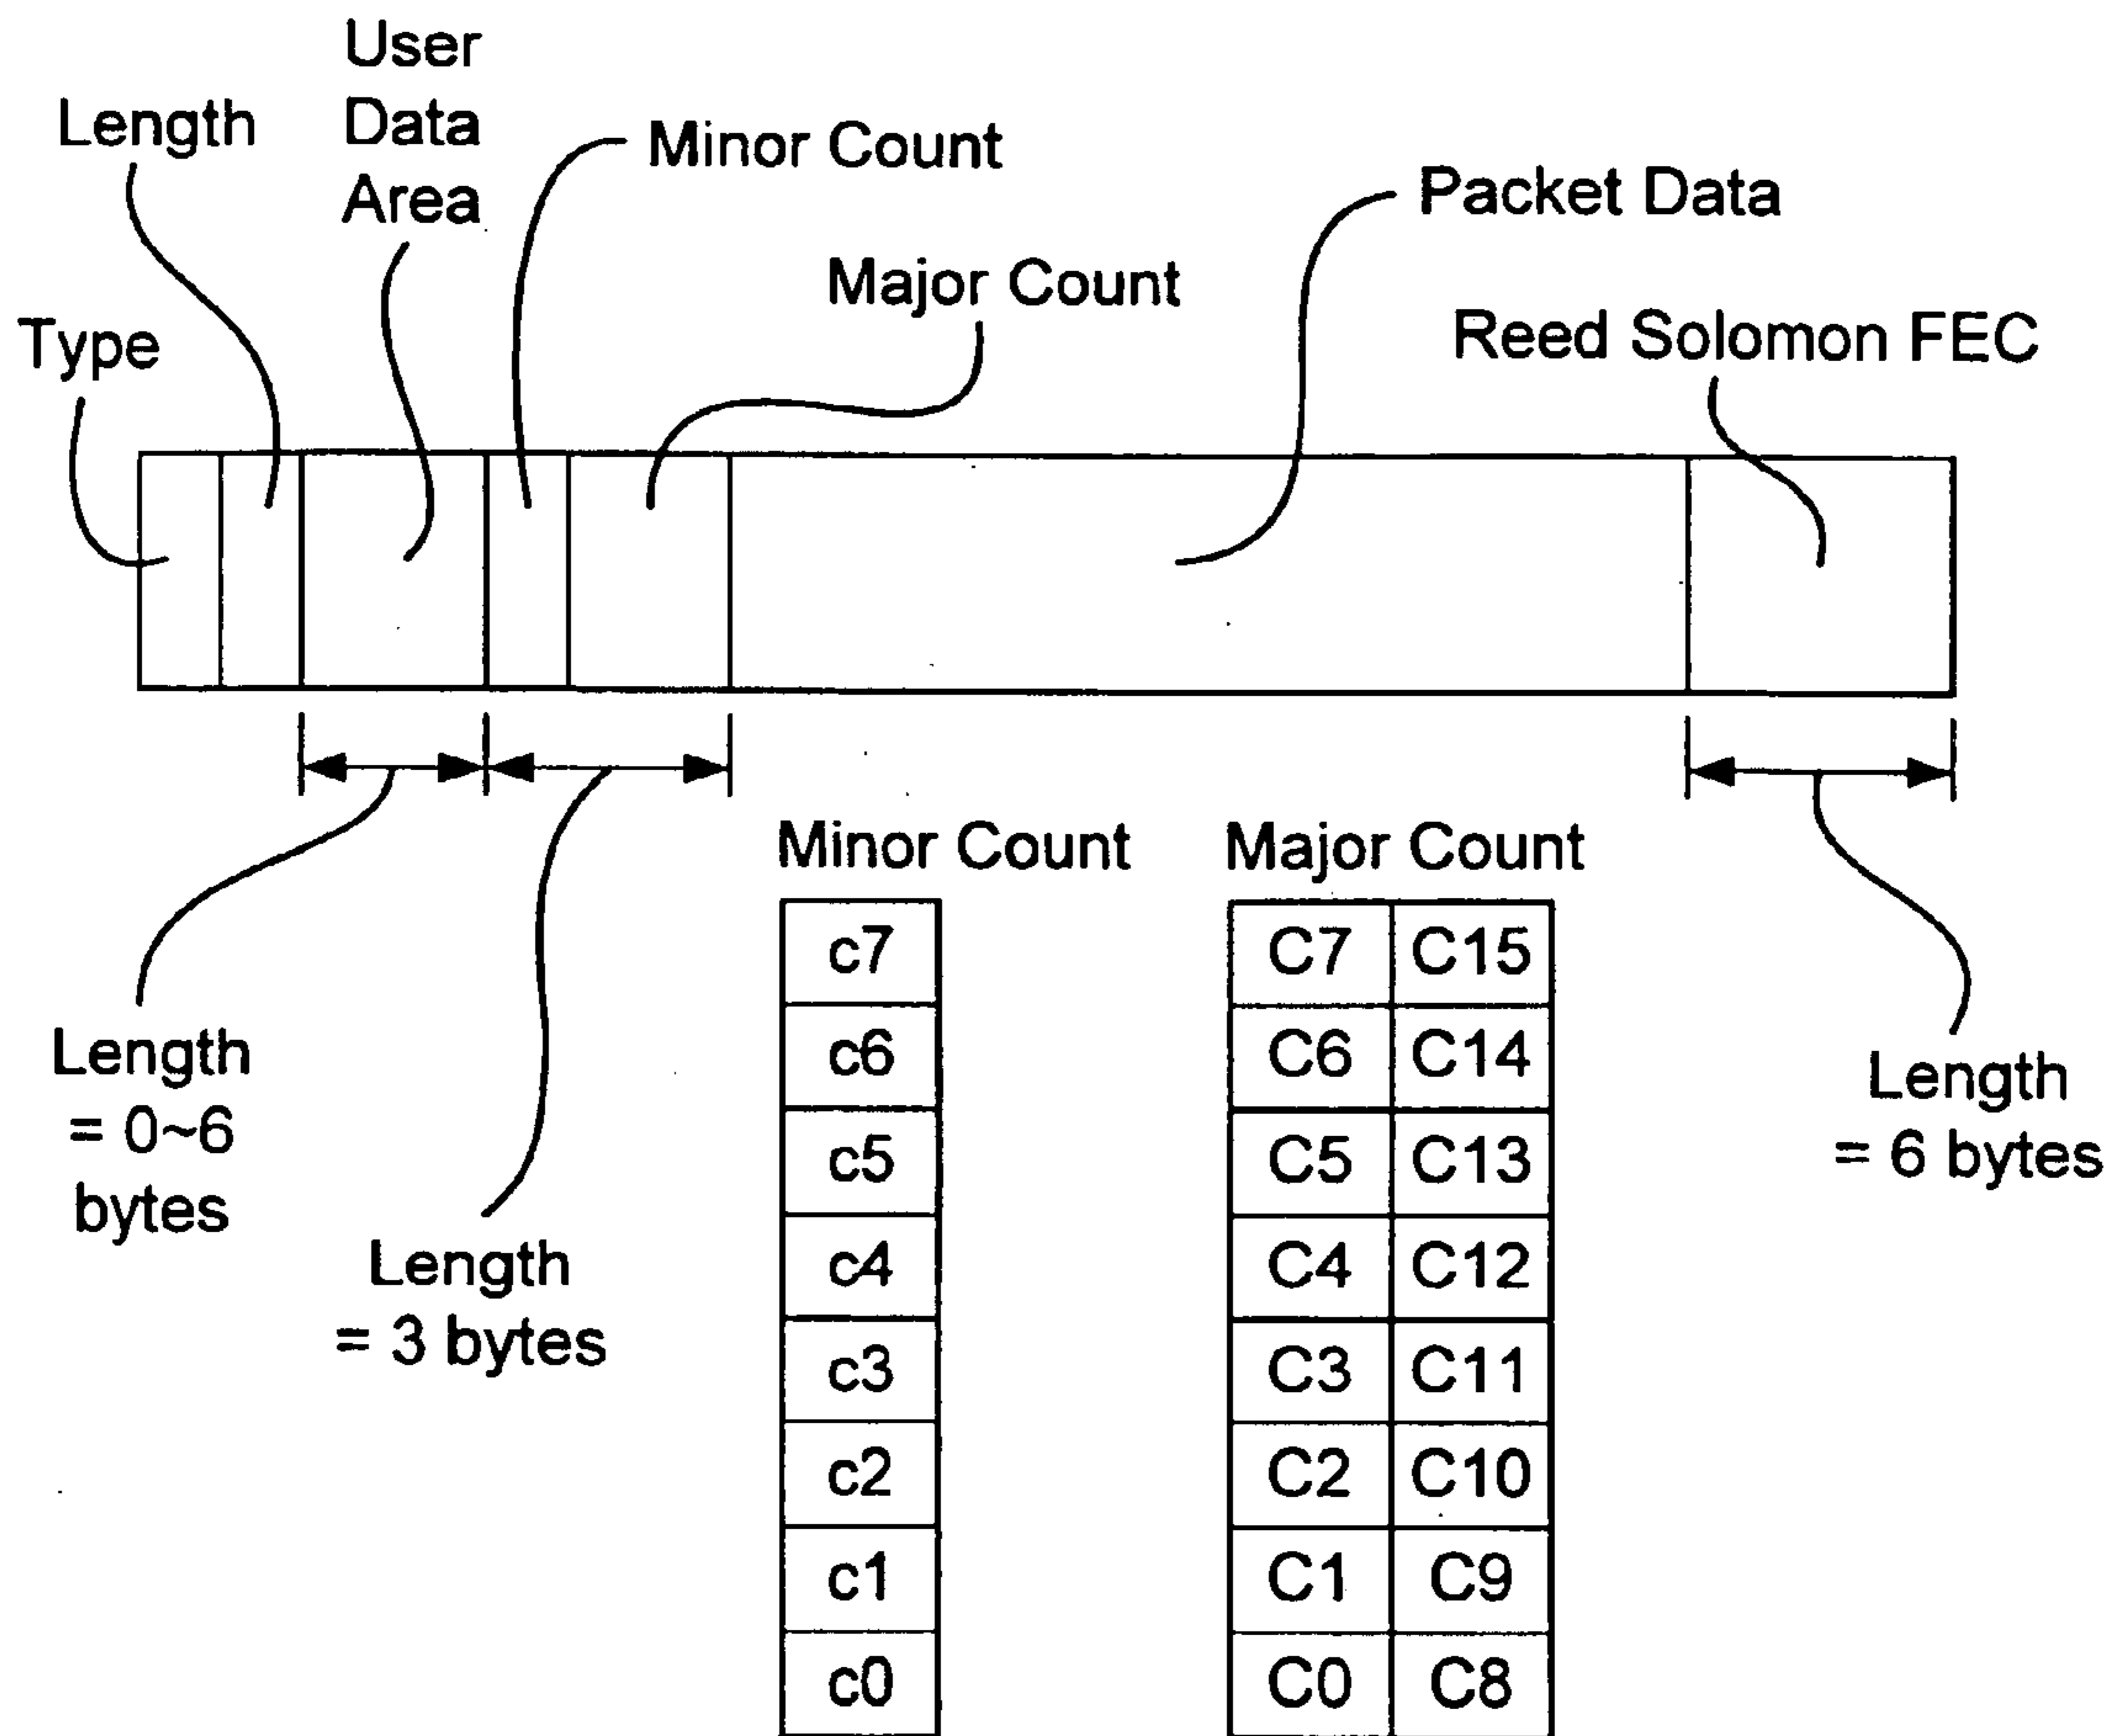 User
Data
Area
Length
Minor Count
Packet Data
Major Count
Type
Reed Solomon FEC
Length
= 0~6
bytes
Length
= 3 bytes
Length
= 6 bytes
Minor Count
c7
c6
c5
c4
c3
c2
c1
c0
Major Count
C7 C15
C6 C14
C5 C13
C4 C12
C3 C11
C2 C10
C1 C9
C0 C8